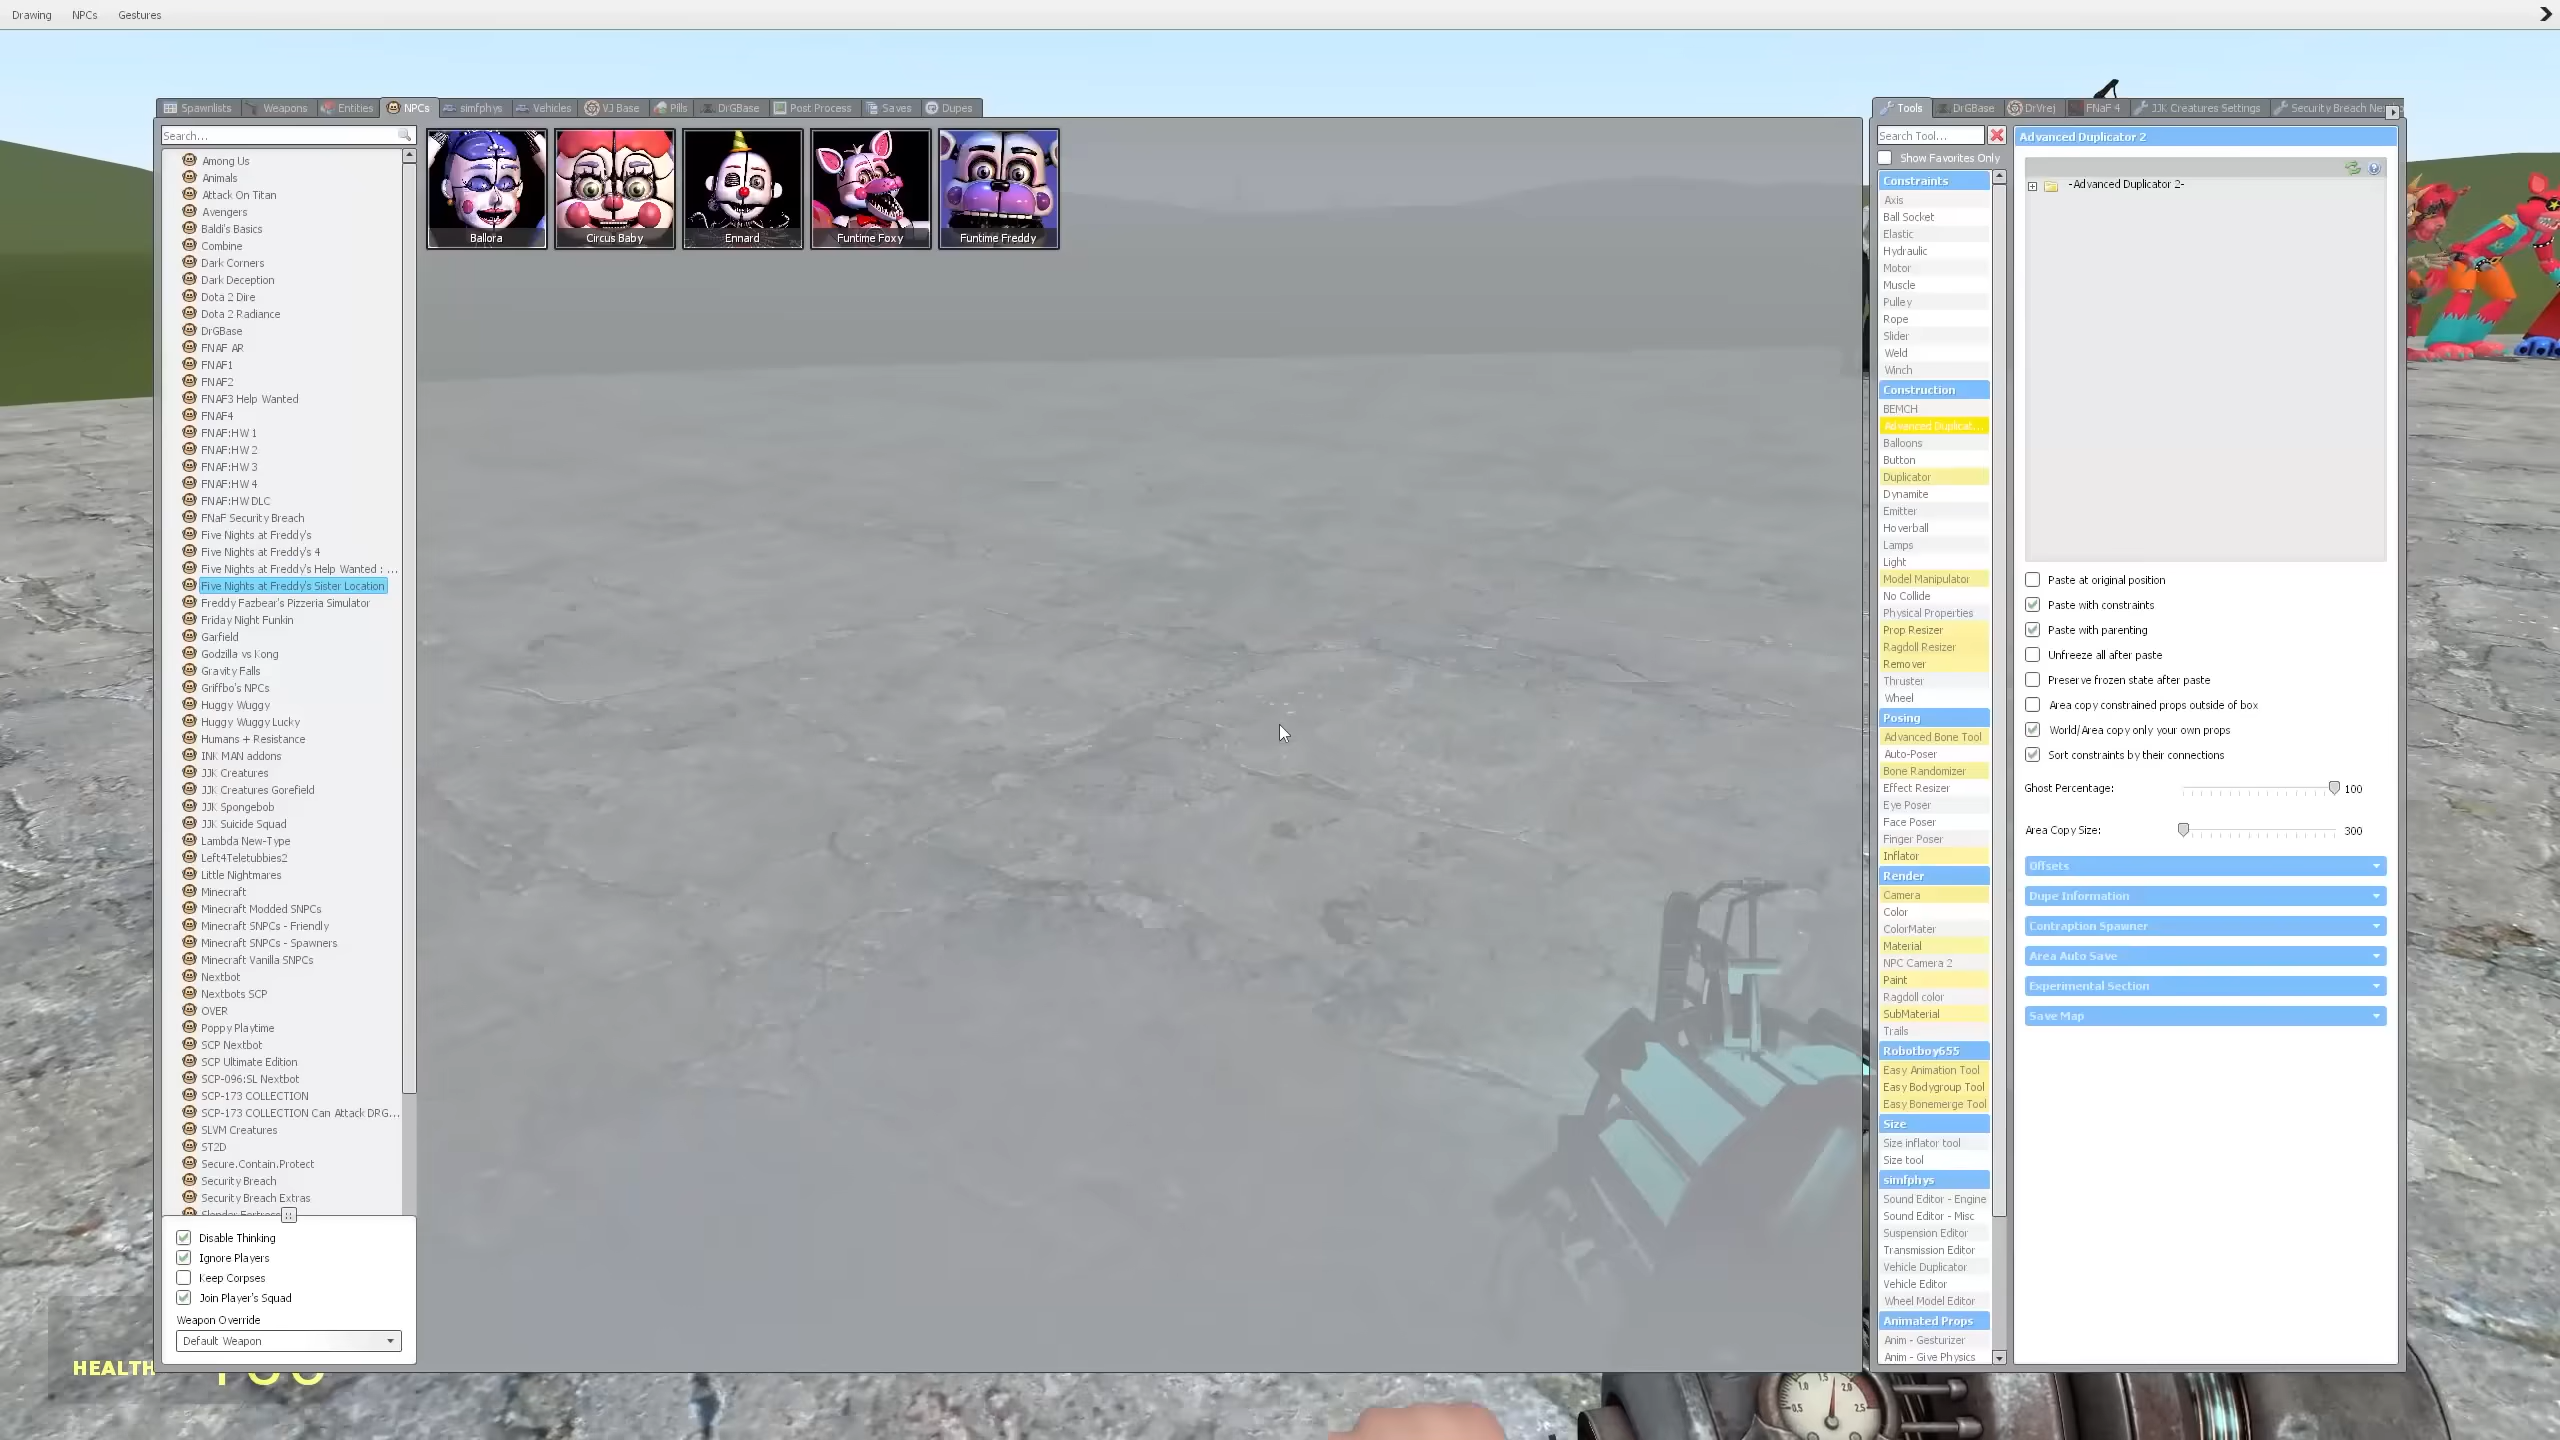 Drawing NPCs Gestures
Spawnlists Weapons Entities NPCs simfphys Vehicles VJ Base Pills DrGBase Post Process Saves Dupes
Search...
Among Us
Animals
Attack On Titan
Avengers
Baldi's Basics
Combine
Dark Corners
Dark Deception
Dota 2 Dire
Dota 2 Radiance
DrGBase
FNAF AR
FNAF1
FNAF2
FNAF3 Help Wanted
FNAF4
FNAF:HW 1
FNAF:HW 2
FNAF:HW 3
FNAF:HW 4
FNAF:HW DLC
FNaF Security Breach
Five Nights at Freddy's
Five Nights at Freddy's 4
Five Nights at Freddy's Help Wanted : ...
Five Nights at Freddy's Sister Location
Freddy Fazbear's Pizzeria Simulator
Friday Night Funkin
Garfield
Godzilla vs Kong
Gravity Falls
Griffbo's NPCs
Huggy Wuggy
Huggy Wuggy Lucky
Humans + Resistance
INK MAN addons
JJK Creatures
JJK Creatures Gorefield
JJK Spongebob
JJK Suicide Squad
Lambda New-Type
Left4Teletubbies2
Little Nightmares
Minecraft
Minecraft Modded SNPCs
Minecraft SNPCs - Friendly
Minecraft SNPCs - Spawners
Minecraft Vanilla SNPCs
Nextbot
Nextbots SCP
OVER
Poppy Playtime
SCP Nextbot
SCP Ultimate Edition
SCP-096:SL Nextbot
SCP-173 COLLECTION
SCP-173 COLLECTION Can Attack DRG...
SLVM Creatures
ST2D
Secure.Contain.Protect
Security Breach
Security Breach Extras
Disable Thinking
Ignore Players
Keep Corpses
Join Player's Squad
Weapon Override
Default Weapon
HEALTH 100
Ballora Circus Baby Ennard Funtime Foxy Funtime Freddy
Tools DrGBase DrVrej FNaF 4 JJK Creatures Settings Security Breach
Search Tool...
Show Favorites Only
Constraints
Axis
Ball Socket
Elastic
Hydraulic
Motor
Muscle
Pulley
Rope
Slider
Weld
Winch
Construction
BEMCH
Advanced Duplicat...
Balloons
Button
Duplicator
Dynamite
Emitter
Hoverball
Lamps
Light
Model Manipulator
No Collide
Physical Properties
Prop Resizer
Ragdoll Resizer
Remover
Thruster
Wheel
Posing
Advanced Bone Tool
Auto-Poser
Bone Randomizer
Effect Resizer
Eye Poser
Face Poser
Finger Poser
Inflator
Render
Camera
Color
ColorMater
Material
NPC Camera 2
Paint
Ragdoll color
SubMaterial
Trails
Robotboy655
Easy Animation Tool
Easy Bodygroup Tool
Easy Bonemerge Tool
Size
Size inflator tool
Size tool
simfphys
Sound Editor - Engine
Sound Editor - Misc
Suspension Editor
Transmission Editor
Vehicle Duplicator
Vehicle Editor
Wheel Model Editor
Animated Props
Anim - Gesturizer
Anim - Give Physics
Advanced Duplicator 2
-Advanced Duplicator 2-
Paste at original position
Paste with constraints
Paste with parenting
Unfreeze all after paste
Preserve frozen state after paste
Area copy constrained props outside of box
World/Area copy only your own props
Sort constraints by their connections
Ghost Percentage: 100
Area Copy Size: 300
Offsets
Dupe Information
Contraption Spawner
Area Auto Save
Experimental Section
Save Map
1.0 1.5 2.0
0.5 2.5